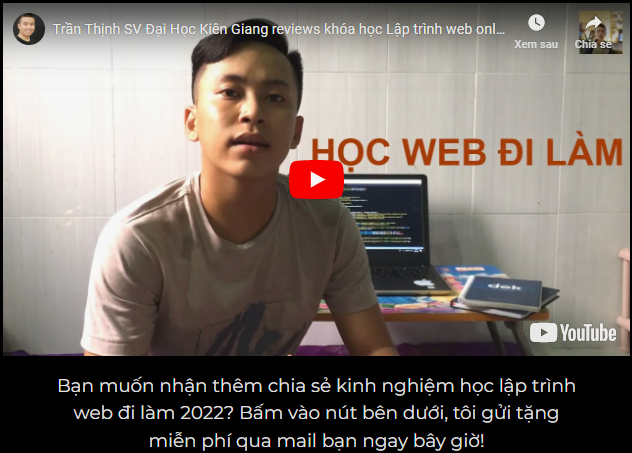 Trần Thịnh SV Đại Học Kiên Giang reviews khóa học Lập trình web onl...
Xem sau
Chia sẻ
HỌC WEB ĐI LÀM
dek
YouTube
Bạn muốn nhận thêm chia sẻ kinh nghiệm học lập trình
web đi làm 2022? Bấm vào nút bên dưới, tôi gửi tặng
miễn phí qua mail bạn ngay bây giờ!